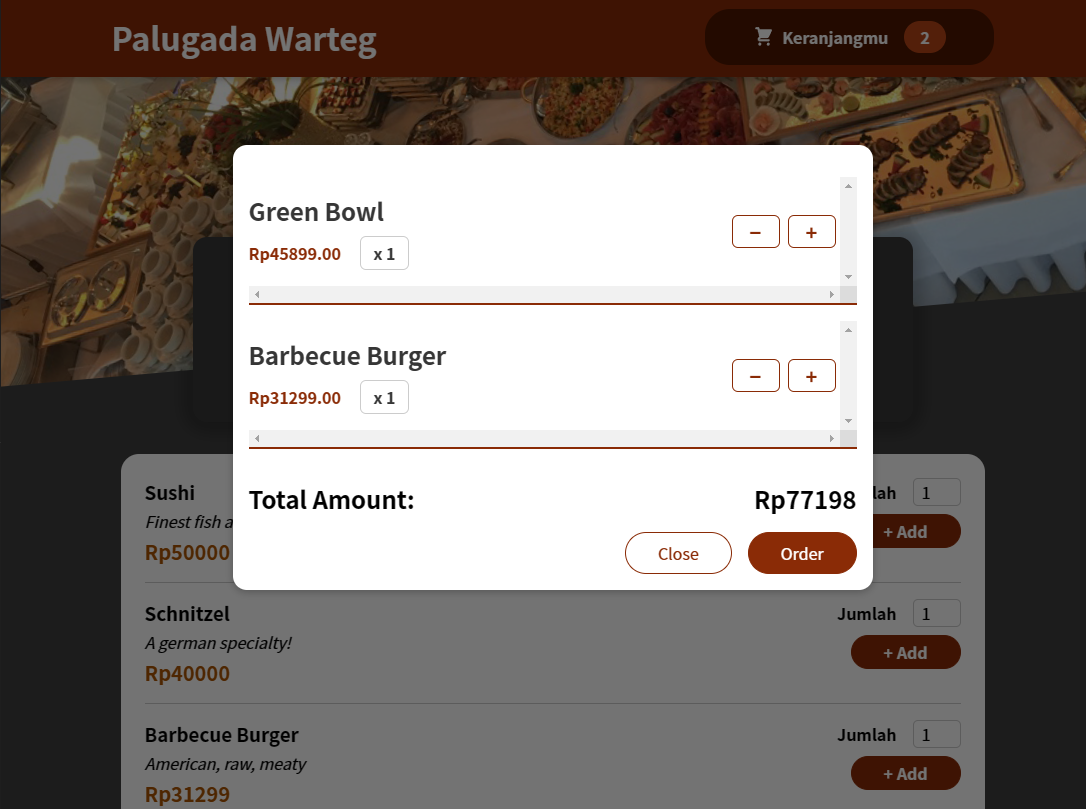 Palugada Warteg
Keranjangmu 2
Green Bowl
Rp45899.00 x 1
− +
Barbecue Burger
Rp31299.00 x 1
− +
Total Amount: Rp77198
Close Order
Sushi
1
Finest fish
+ Add
Rp50000
Schnitzel Jumlah 1
A german specialty!
+ Add
Rp40000
Barbecue Burger Jumlah 1
American, raw, meaty
+ Add
Rp31299